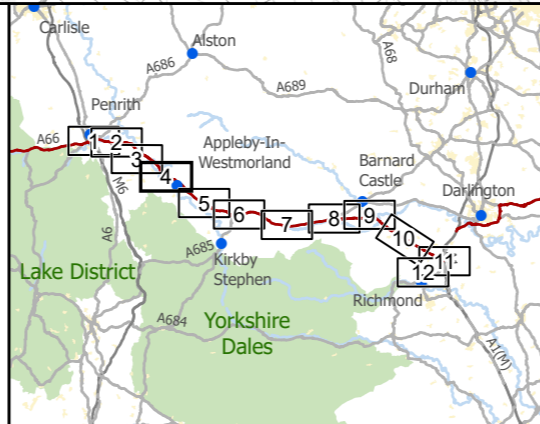 Carlisle
Alston
A68
A686
A689
Durham
Penrith
A66
1
2
3
Appleby-In-
Westmorland
Barnard
Castle
4
M6
5
6
7
8
9
Darlington
10
A6
A685
Kirkby
Stephen
11
12
Lake District
Richmond
A684
Yorkshire
Dales
A1(M)